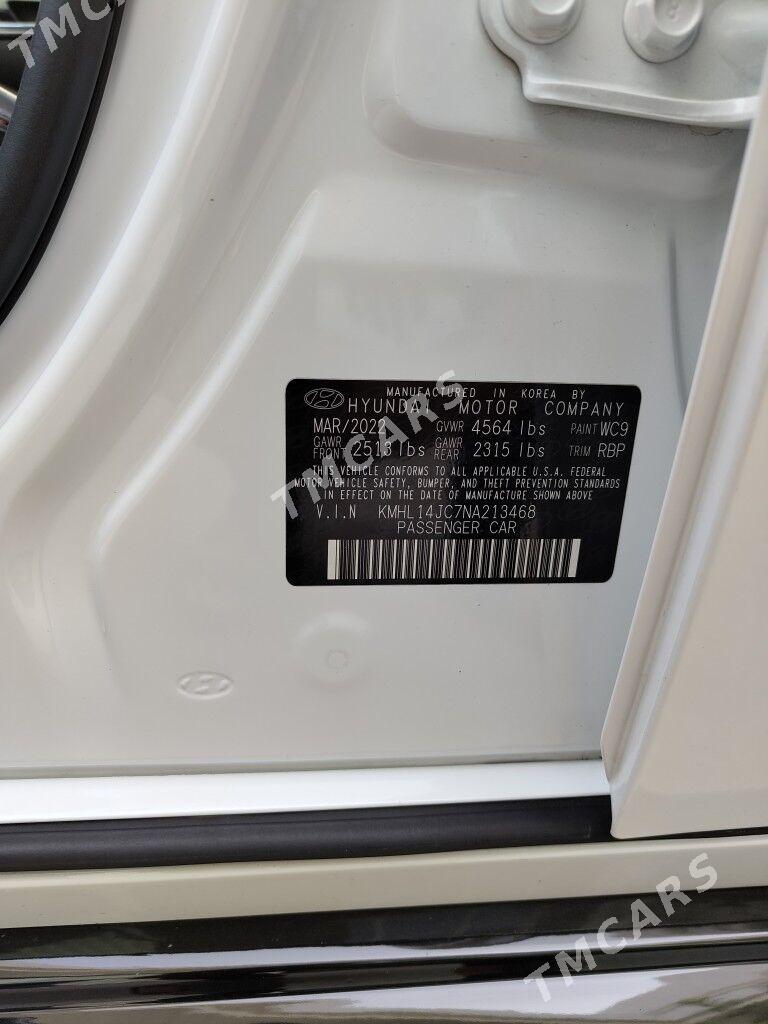 TMCARS
MANUFACTURED IN KOREA BY
HYUNDAI MOTOR COMPANY
MAR/2022 GVWR 4564 lbs PAINT WC9
GAWR FRONT 2513 lbs GAWR REAR 2315 lbs TRIM RBP
THIS VEHICLE CONFORMS TO ALL APPLICABLE U.S.A. FEDERAL
MOTOR VEHICLE SAFETY, BUMPER, AND THEFT PREVENTION STANDARDS
IN EFFECT ON THE DATE OF MANUFACTURE SHOWN ABOVE
V.I.N KMHL14JC7NA213468
PASSENGER CAR
TMCARS
TMCARS